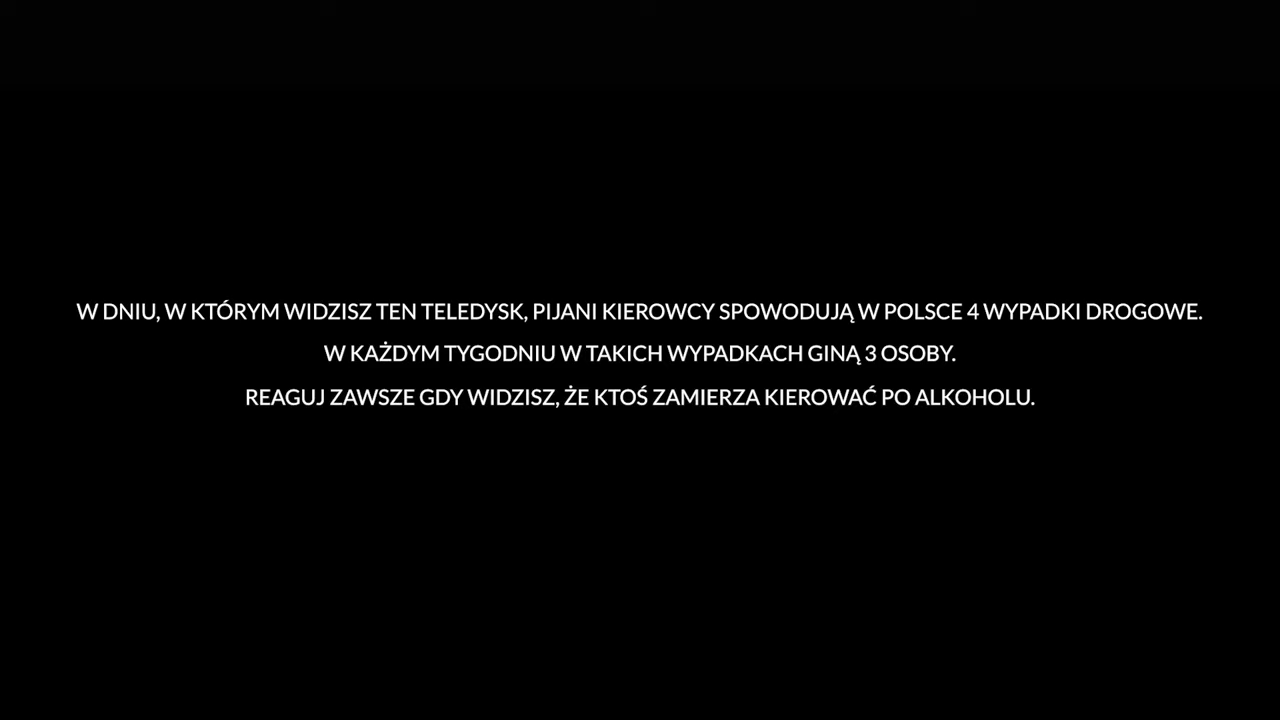 W DNIU, W KTÓRYM WIDZISZ TEN TELEDYSK, PIJANI KIEROWCY SPOWODUJĄ W POLSCE 4 WYPADKI DROGOWE.
W KAŻDYM TYGODNIU W TAKICH WYPADKACH GINĄ 3 OSOBY.
REAGUJ ZAWSZE GDY WIDZISZ, ŻE KTOŚ ZAMIERZA KIEROWAĆ PO ALKOHOLU.